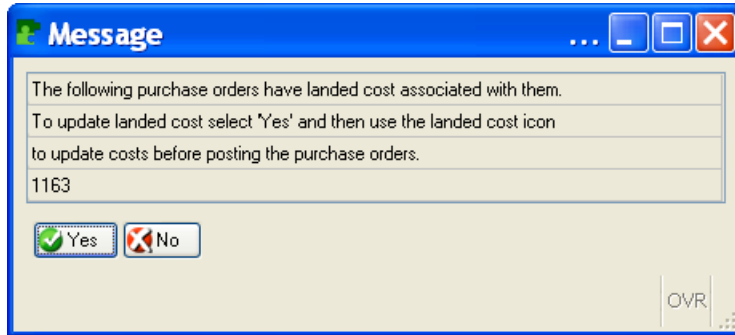 Message
...
The following purchase orders have landed cost associated with them.
To update landed cost select 'Yes' and then use the landed cost icon
to update costs before posting the purchase orders.
1163
Yes No
OVR